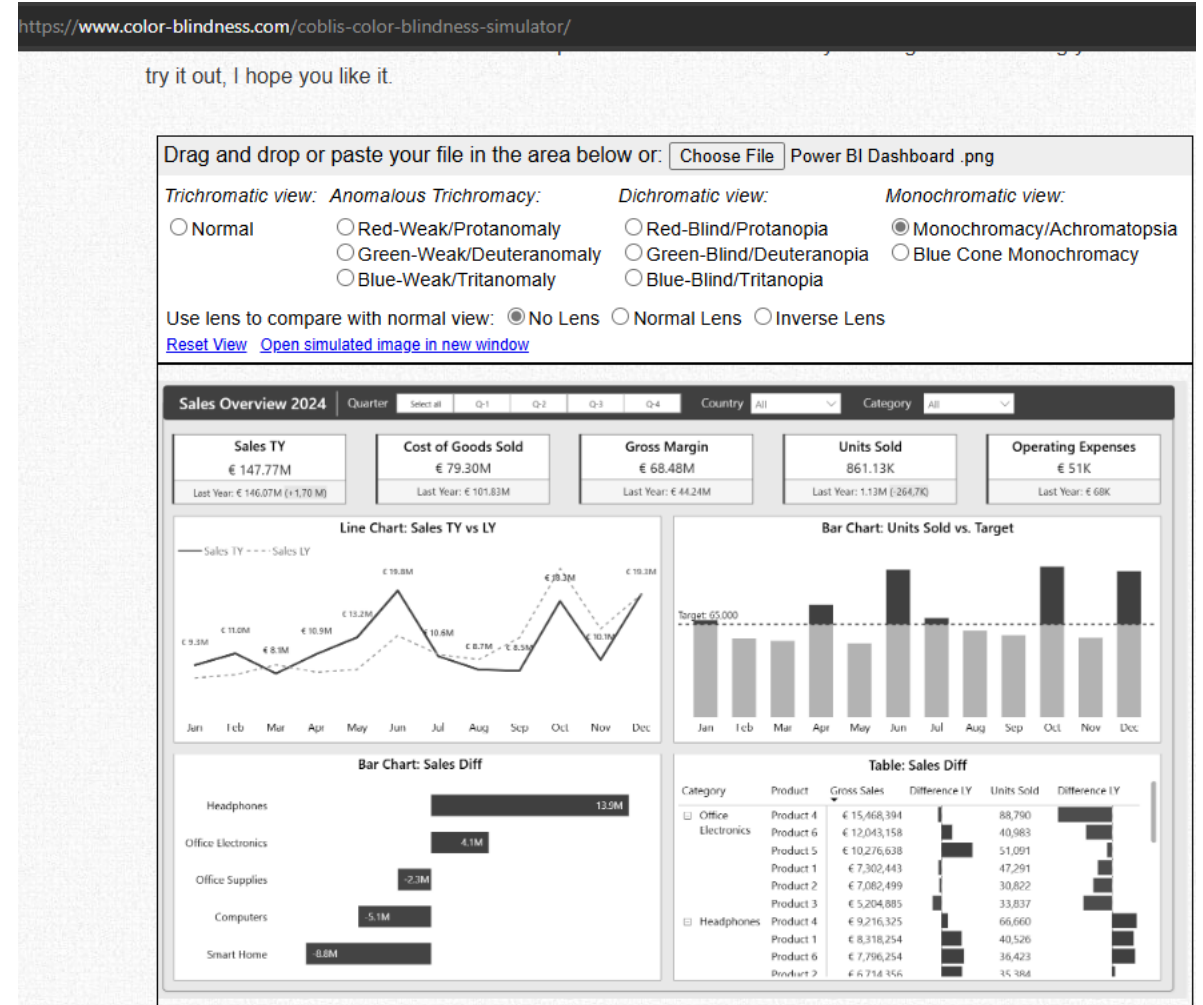 https://www.color-blindness.com/coblis-color-blindness-simulator/
try it out, I hope you like it.
Drag and drop or paste your file in the area below or: Choose File Power BI Dashboard .png
Trichromatic view: Anomalous Trichromacy: Dichromatic view: Monochromatic view:
Normal Red-Weak/Protanomaly Red-Blind/Protanopia Monochromacy/Achromatopsia
Green-Weak/Deuteranomaly Green-Blind/Deuteranopia Blue Cone Monochromacy
Blue-Weak/Tritanomaly Blue-Blind/Tritanopia
Use lens to compare with normal view: No Lens Normal Lens Inverse Lens
Reset View Open simulated image in new window
Sales Overview 2024 Quarter Select all Q-1 Q-2 Q-3 Q-4 Country All Category All
Sales TY
€ 147.77M
Last Year: € 146.07M (+1,70 M)
Cost of Goods Sold
€ 79.30M
Last Year: € 101.83M
Gross Margin
€ 68.48M
Last Year: € 44.24M
Units Sold
861.13K
Last Year: 1.13M (-264,7K)
Operating Expenses
€ 51K
Last Year: € 68K
Line Chart: Sales TY vs LY
Sales TY Sales LY
€ 9.3M
€ 11.0M
€ 8.1M
€ 10.9M
€ 13.2M
€ 19.8M
€ 10.6M
€ 8.7M
€ 8.5M
€ 18.3M
€ 10.1M
€ 19.3M
Jan Feb Mar Apr May Jun Jul Aug Sep Oct Nov Dec
Bar Chart: Units Sold vs. Target
Target: 65,000
Jan Feb Mar Apr May Jun Jul Aug Sep Oct Nov Dec
Bar Chart: Sales Diff
Headphones 13.9M
Office Electronics 4.1M
Office Supplies -2.3M
Computers -5.1M
Smart Home -8.8M
Table: Sales Diff
Category Product Gross Sales Difference LY Units Sold Difference LY
Office Product 4 € 15,468,394 88,790
Electronics Product 6 € 12,043,158 40,983
Product 5 € 10,276,638 51,091
Product 1 € 7,302,443 47,291
Product 2 € 7,082,499 30,822
Product 3 € 5,204,885 33,837
Headphones Product 4 € 9,216,325 66,660
Product 1 € 8,318,254 40,526
Product 6 € 7,796,254 36,423
Product 2 € 6,714,356 35,384